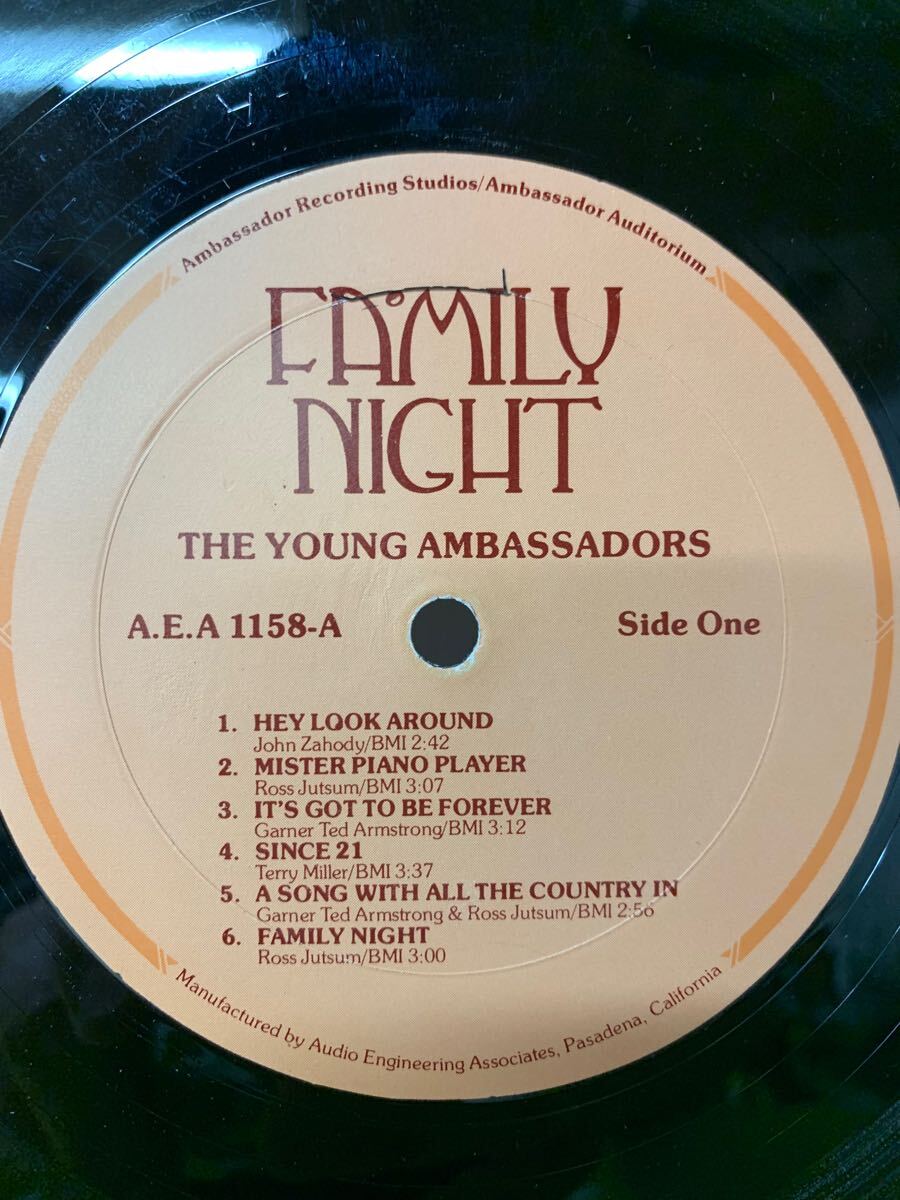 Ambassador Recording Studios/Ambassador Auditorium
FAMILY
NIGHT
THE YOUNG AMBASSADORS
A.E.A 1158-A
Side One
1. HEY LOOK AROUND
John Zahody/BMI 2:42
2. MISTER PIANO PLAYER
Ross Jutsum/BMI 3:07
3. IT'S GOT TO BE FOREVER
Garner Ted Armstrong/BMI 3:12
4. SINCE 21
Terry Miller/BMI 3:37
5. A SONG WITH ALL THE COUNTRY IN
Garner Ted Armstrong & Ross Jutsum/BMI 2:56
6. FAMILY NIGHT
Ross Jutsum/BMI 3:00
Manufactured by Audio Engineering Associates, Pasadena, California